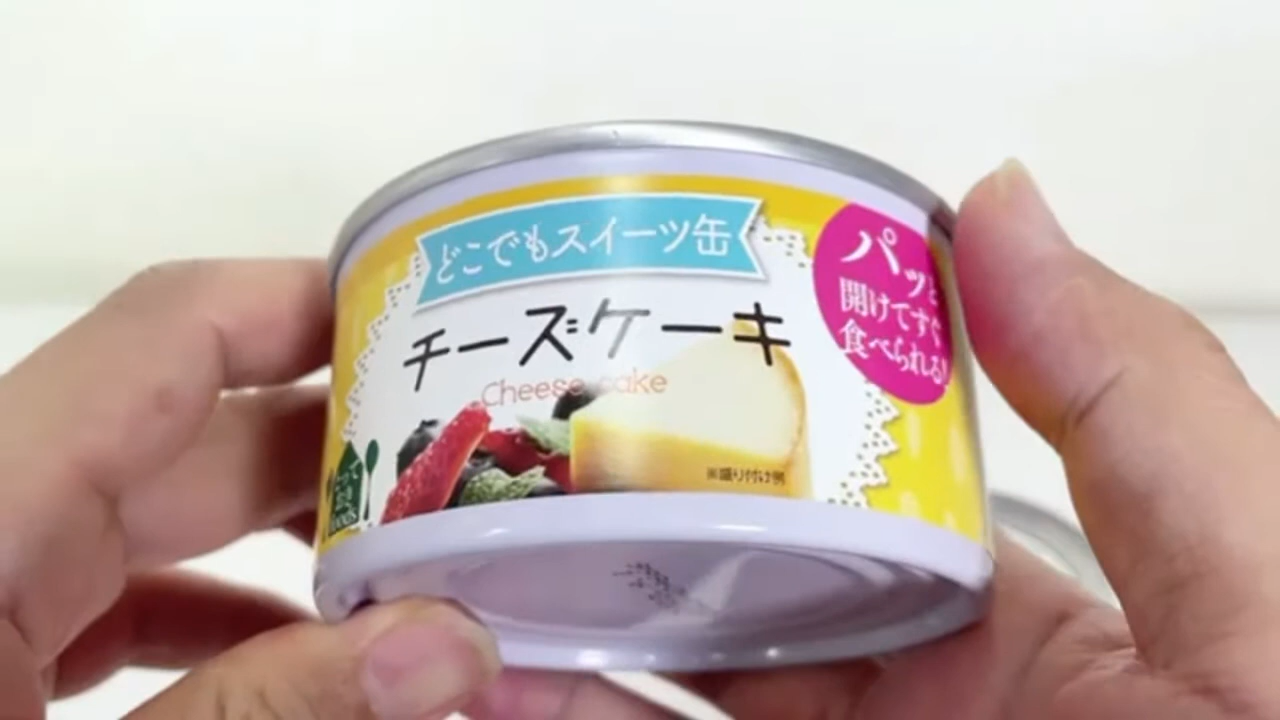 どこでもスイーツ缶
パッと
開けてすぐ
食べられる!
チーズケーキ
Cheese cake
※盛り付け例